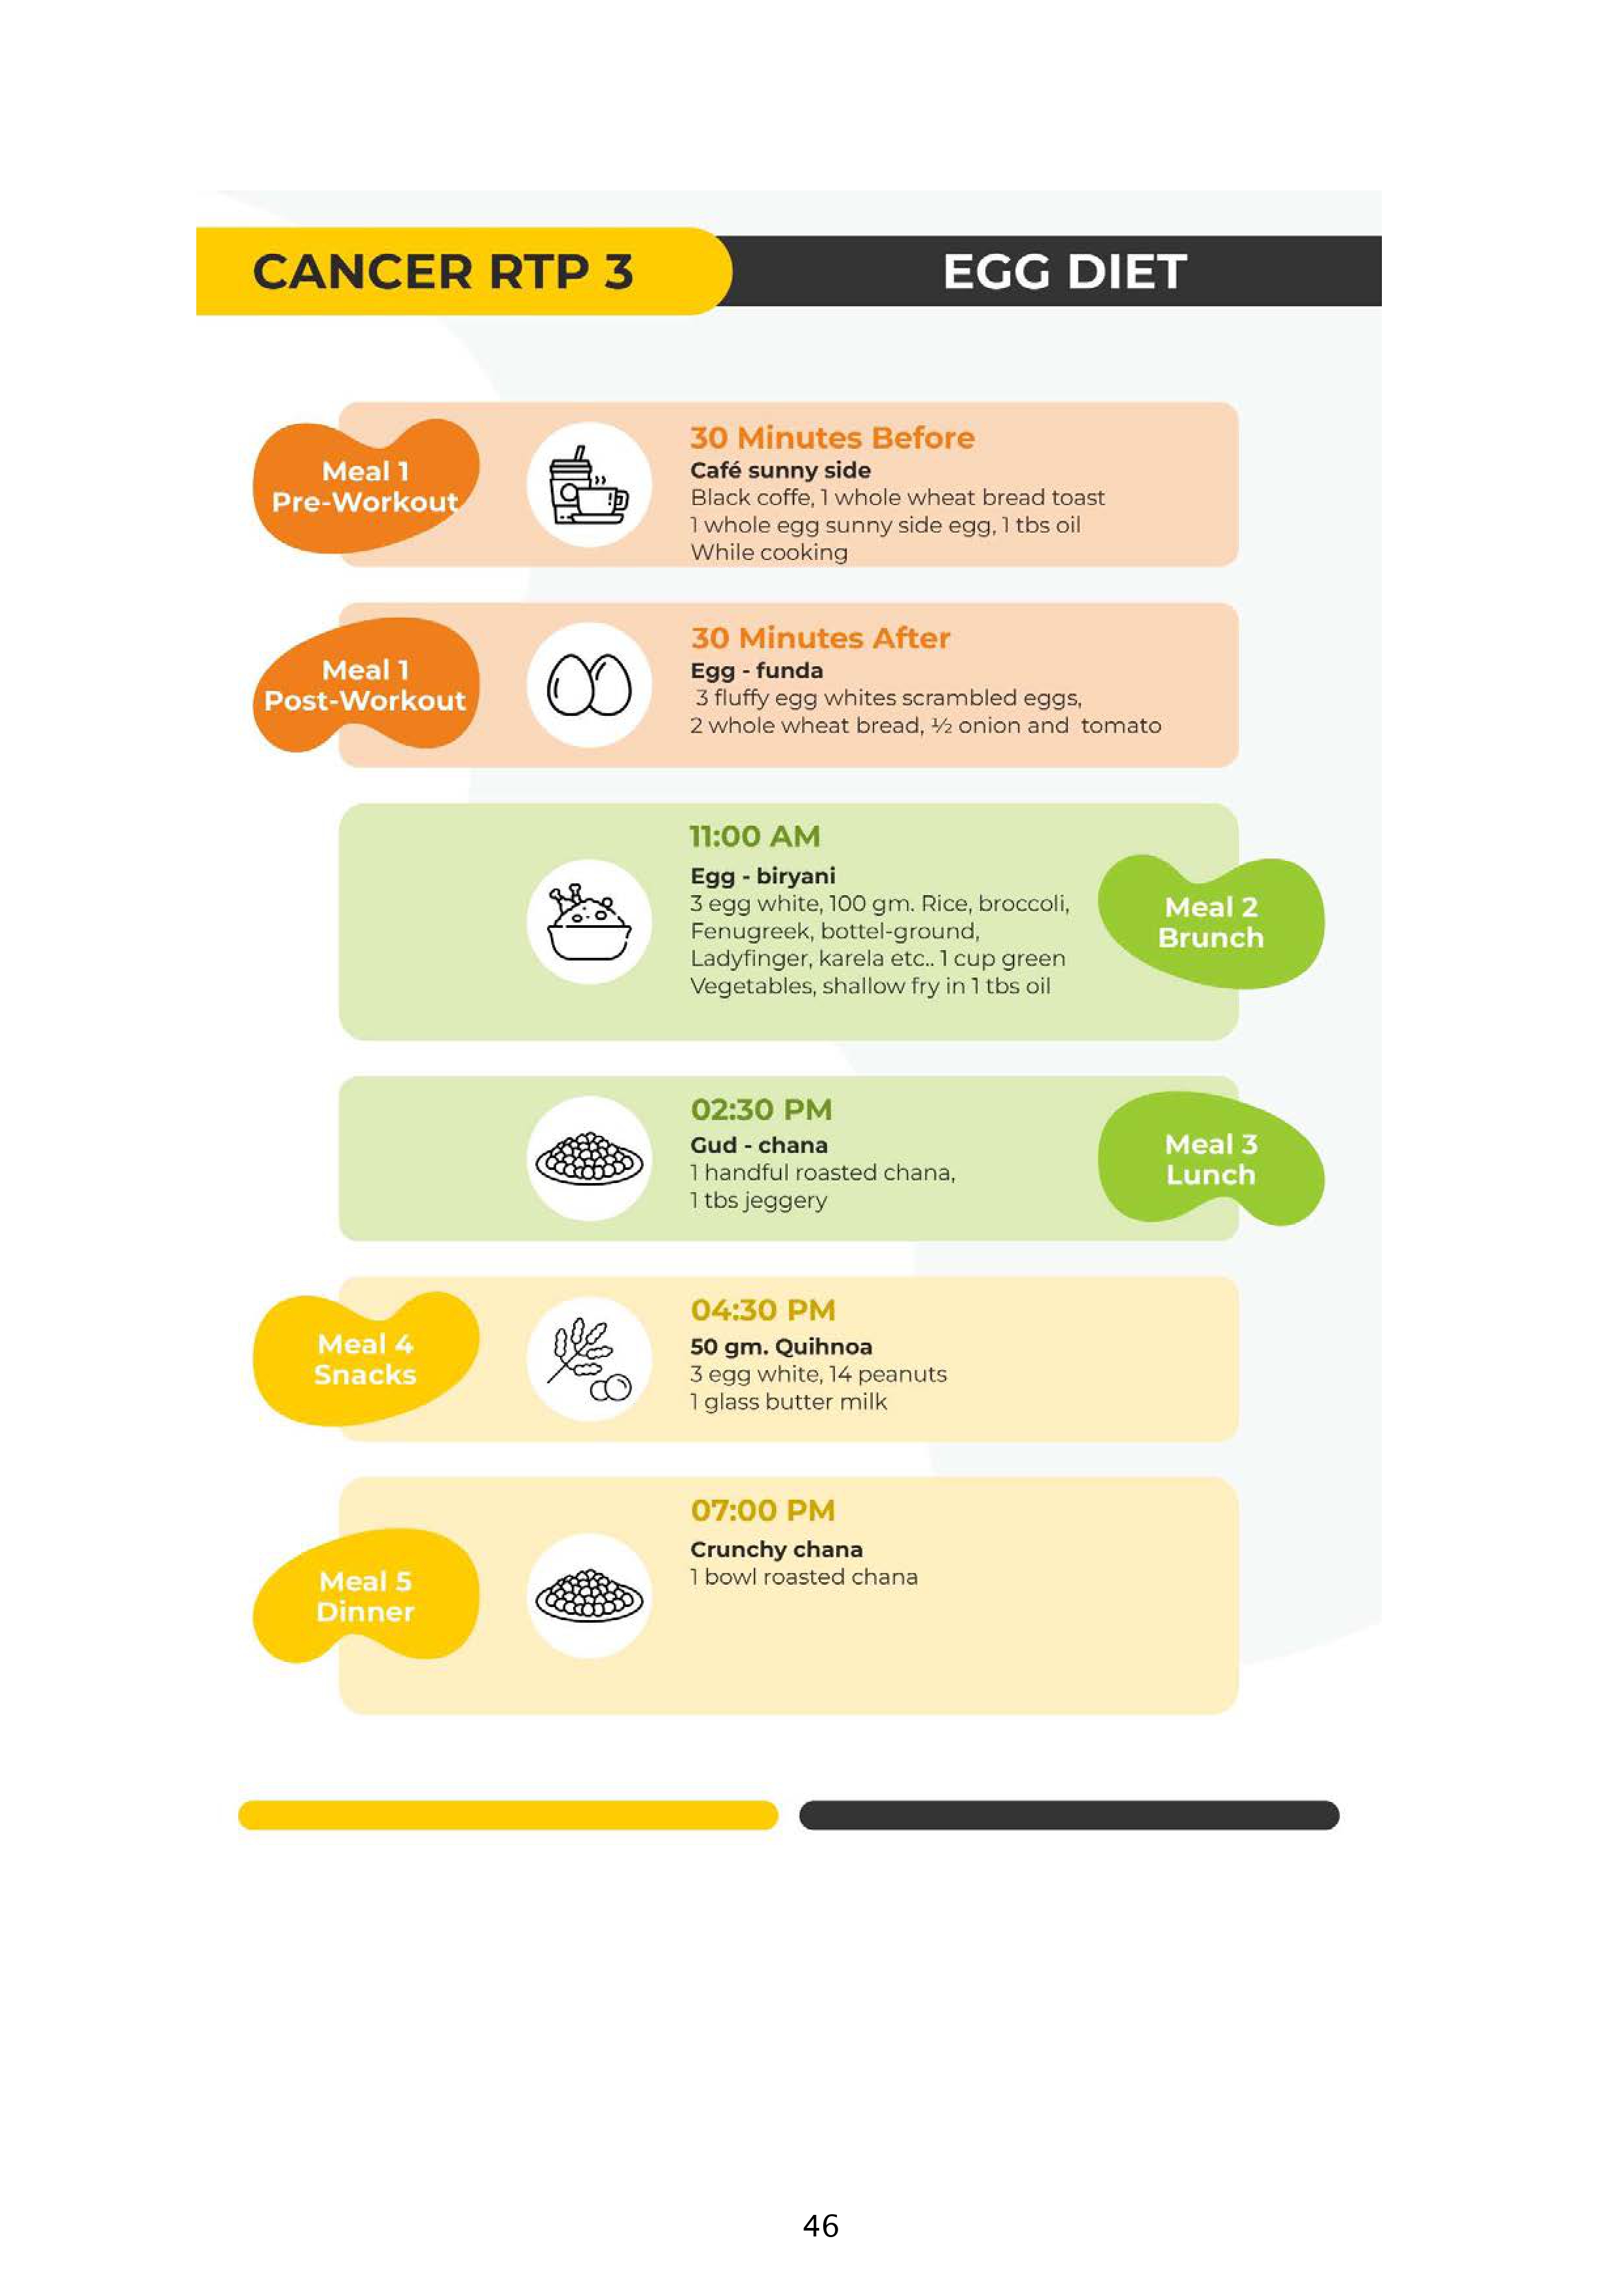 CANCER RTP 3
EGG DIET
Meal 1
Pre-Workout
30 Minutes Before
Café sunny side
Black coffe, 1 whole wheat bread toast
1 whole egg sunny side egg, 1 tbs oil
While cooking
Meal 1
Post-Workout
30 Minutes After
Egg - funda
3 fluffy egg whites scrambled eggs,
2 whole wheat bread, ½ onion and tomato
11:00 AM
Egg - biryani
3 egg white, 100 gm. Rice, broccoli,
Fenugreek, bottel-ground,
Ladyfinger, karela etc.. 1 cup green
Vegetables, shallow fry in 1 tbs oil
Meal 2
Brunch
02:30 PM
Gud - chana
1 handful roasted chana,
1 tbs jeggery
Meal 3
Lunch
Meal 4
Snacks
04:30 PM
50 gm. Quihnoa
3 egg white, 14 peanuts
1 glass butter milk
Meal 5
Dinner
07:00 PM
Crunchy chana
1 bowl roasted chana
46